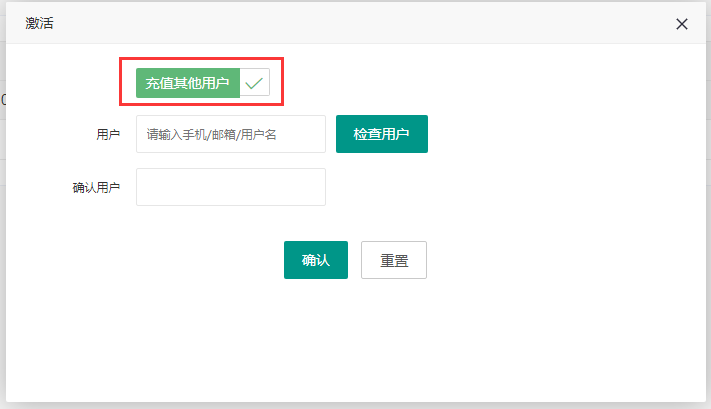 激活
充值其他用户
用户
请输入手机/邮箱/用户名
检查用户
确认用户
确认
重置